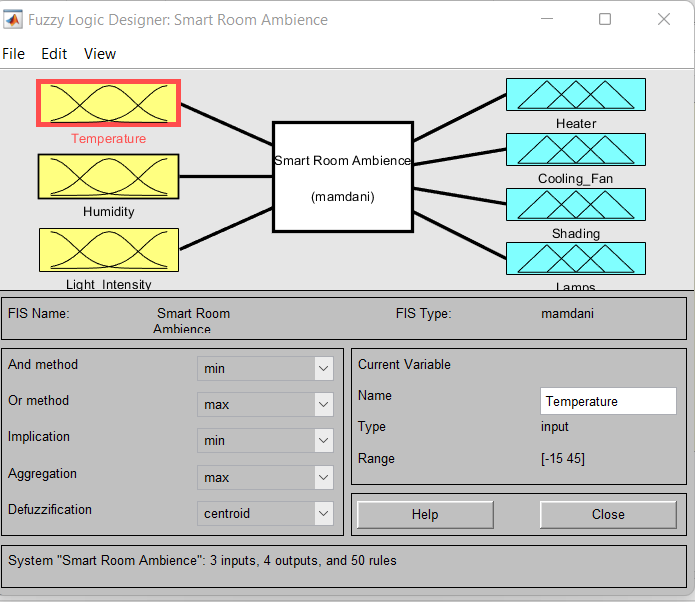 Fuzzy Logic Designer: Smart Room Ambience
File Edit View
Temperature
Humidity
Light_Intensity
Smart Room Ambience
(mamdani)
Heater
Cooling_Fan
Shading
Lamps
FIS Name: Smart Room
Ambience
FIS Type: mamdani
And method min
Or method max
Implication min
Aggregation max
Defuzzification centroid
Current Variable
Name Temperature
Type input
Range [-15 45]
Help Close
System "Smart Room Ambience": 3 inputs, 4 outputs, and 50 rules